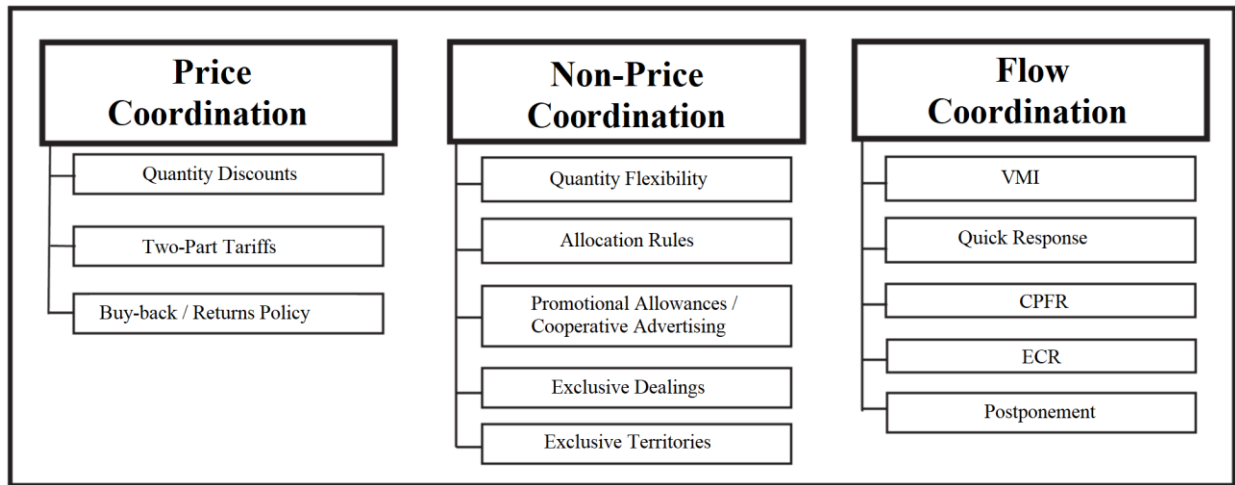 Price
Coordination
Quantity Discounts
Two-Part Tariffs
Buy-back / Returns Policy
Non-Price
Coordination
Quantity Flexibility
Allocation Rules
Promotional Allowances /
Cooperative Advertising
Exclusive Dealings
Exclusive Territories
Flow
Coordination
VMI
Quick Response
CPFR
ECR
Postponement